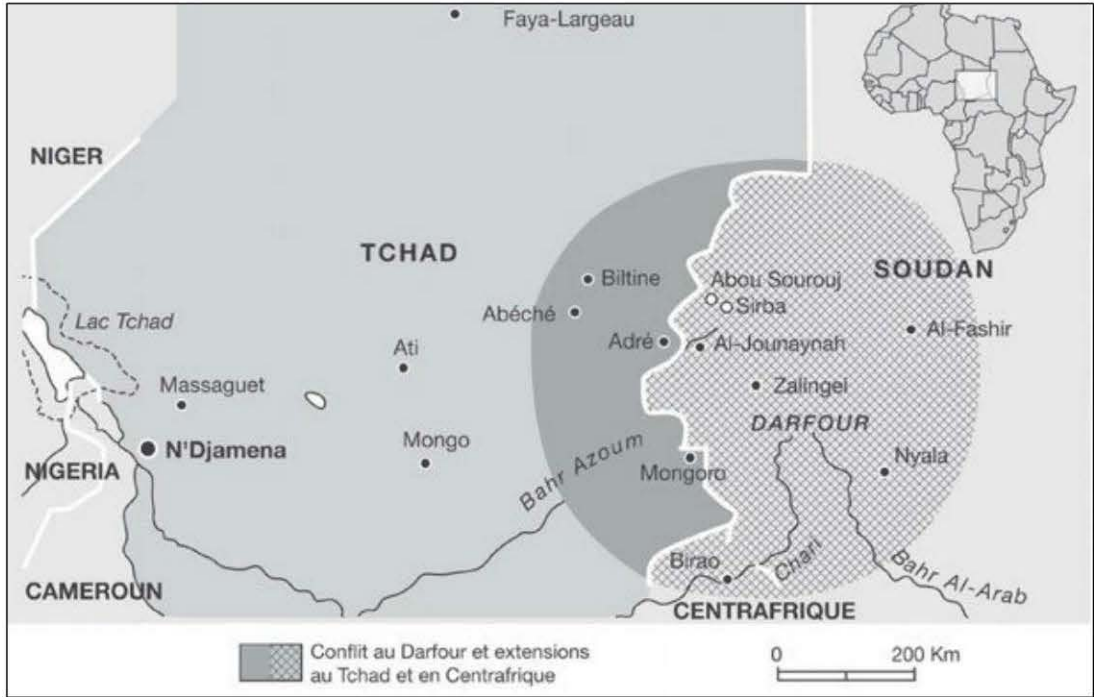 Faya-Largeau
NIGER
TCHAD
SOUDAN
Biltine
Abou Sourouj
Sirba
Abéché
Lac Tchad
Al-Fashir
Adré
Al-Jounaynah
Ati
Massaguet
Zalingei
DARFOUR
N'Djamena
Mongo
Bahr Azoum
Mongoro
Nyala
NIGERIA
Birao
Chari
Bahr Al-Arab
CAMEROUN
CENTRAFRIQUE
Conflit au Darfour et extensions
au Tchad et en Centrafrique
0 200 Km